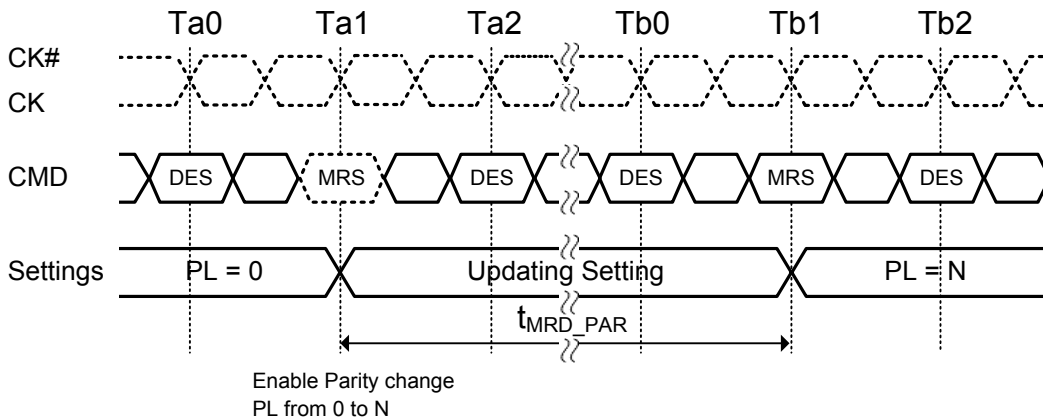 Ta0 Ta1 Ta2 Tb0 Tb1 Tb2
CK#
CK
CMD DES MRS DES DES MRS DES
Settings PL = 0 Updating Setting PL = N
tMRD_PAR
Enable Parity change
PL from 0 to N